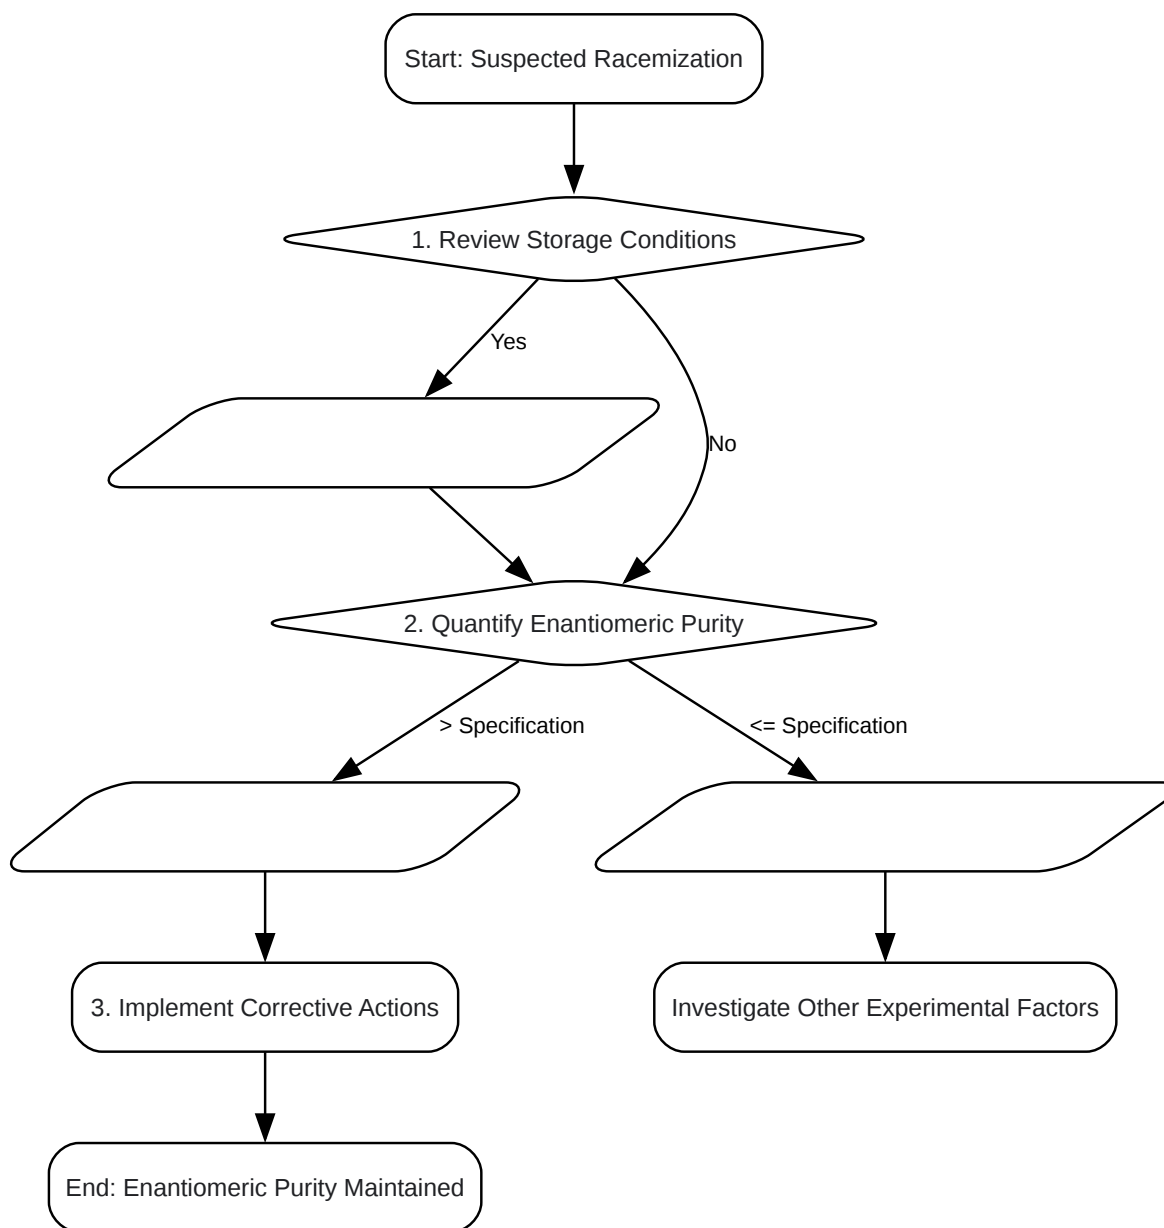 Start: Suspected Racemization
1. Review Storage Conditions
Yes
No
2. Quantify Enantiomeric Purity
> Specification
<= Specification
3. Implement Corrective Actions
Investigate Other Experimental Factors
End: Enantiomeric Purity Maintained